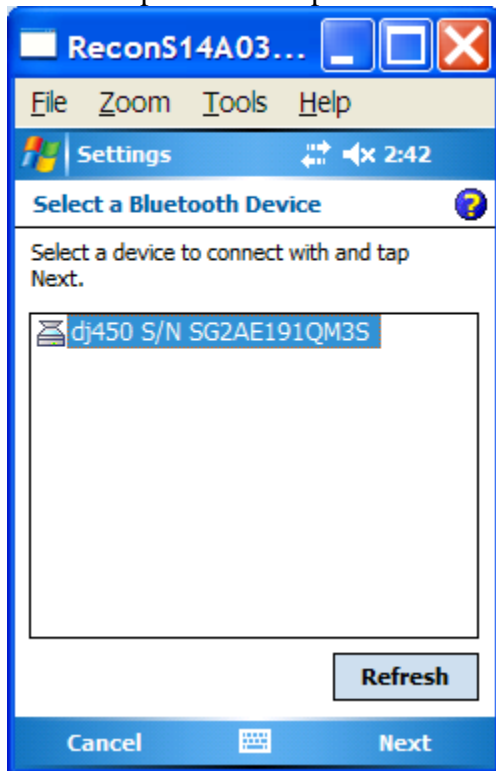 ReconS14A03...
File Zoom Tools Help
Settings 2:42
Select a Bluetooth Device ?
Select a device to connect with and tap
Next.
dj450 S/N SG2AE191QM3S
Refresh
Cancel Next